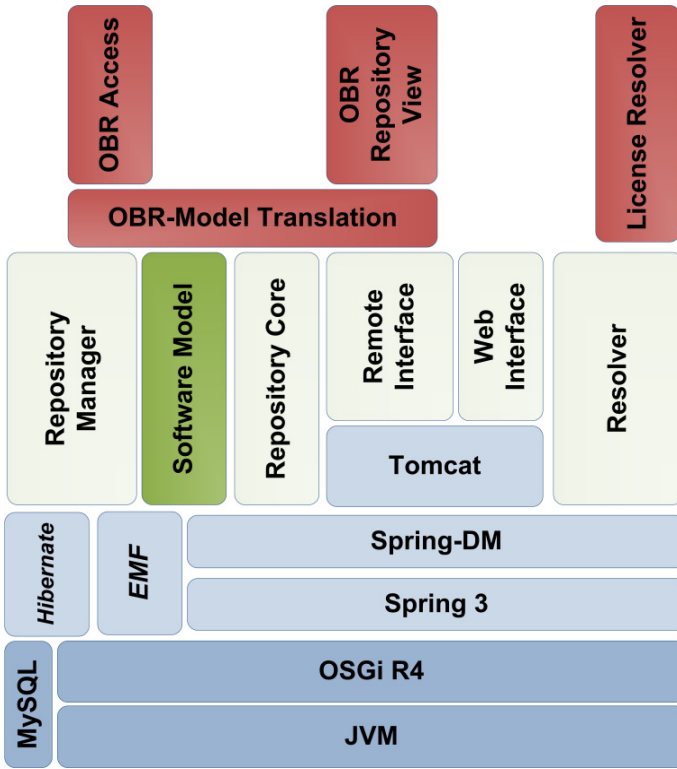 OBR Access
OBR
Repository
View
License Resolver
OBR-Model Translation
Repository
Manager
Software Model
Repository Core
Remote
Interface
Web
Interface
Resolver
Tomcat
Hibernate
EMF
Spring-DM
Spring 3
MySQL
OSGi R4
JVM